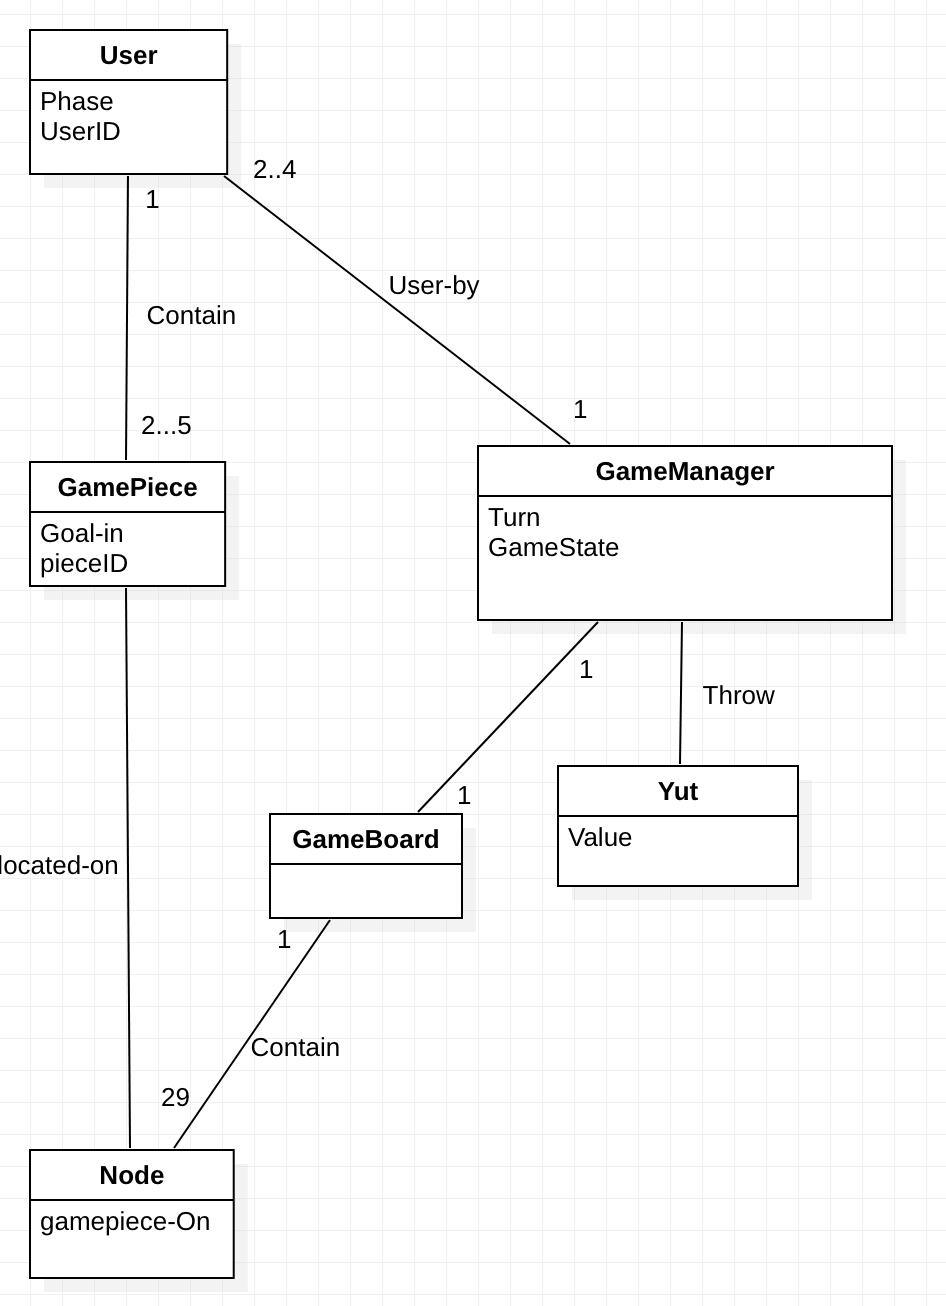 User
Phase
UserID
2..4
1
User-by
Contain
1
2...5
GamePiece
Goal-in
pieceID
GameManager
Turn
GameState
1
Throw
1
Yut
Value
GameBoard
located-on
1
Contain
29
Node
gamepiece-On